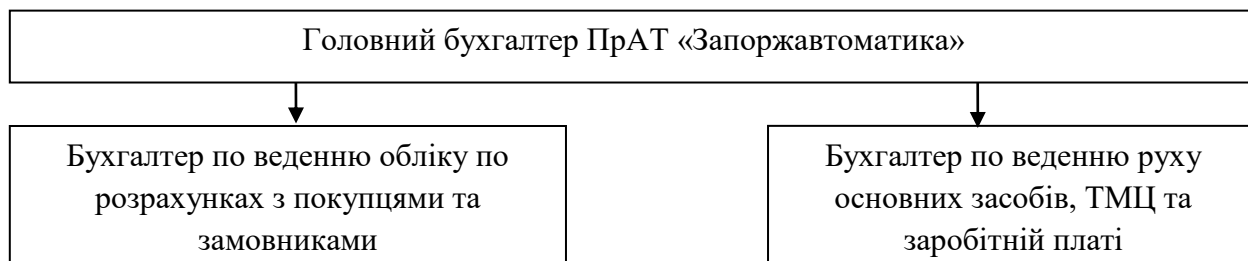 Головний бухгалтер ПрАТ «Запоржавтоматика»
Бухгалтер по веденню обліку по
розрахунках з покупцями та
замовниками
Бухгалтер по веденню руху
основних засобів, ТМЦ та
заробітній платі